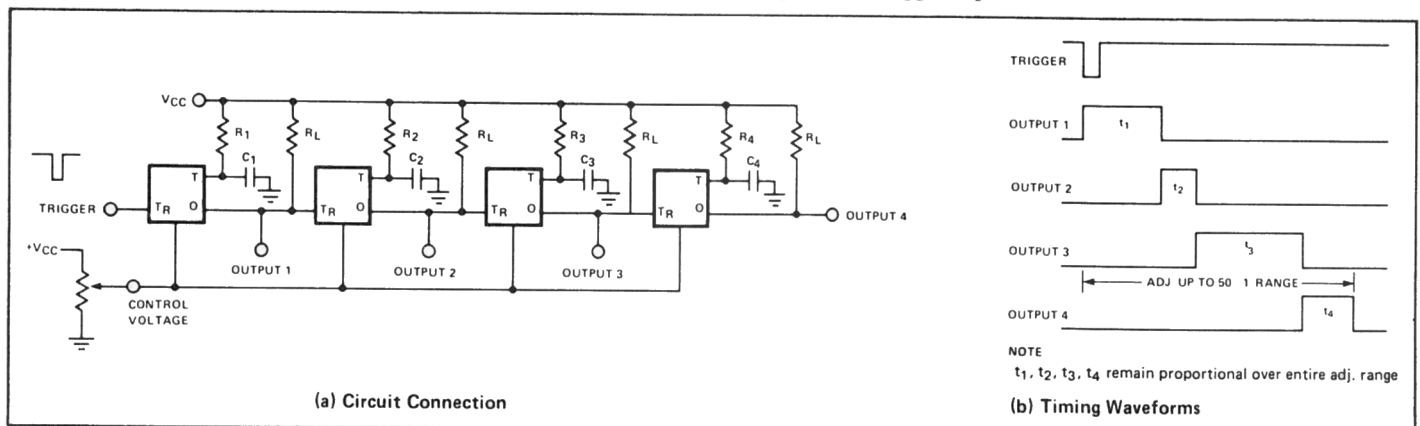 VCC
R1
RL
R2
RL
R3
RL
R4
RL
C1
C2
C3
C4
T
T
T
T
TRIGGER
TR
O
TR
O
TR
O
TR
O
OUTPUT 4
+VCC
OUTPUT 1
OUTPUT 2
OUTPUT 3
CONTROL
VOLTAGE
(a) Circuit Connection
TRIGGER
OUTPUT 1
t1
OUTPUT 2
t2
OUTPUT 3
t3
ADJ UP TO 50 1 RANGE
OUTPUT 4
t4
NOTE
t1, t2, t3, t4 remain proportional over entire adj. range
(b) Timing Waveforms